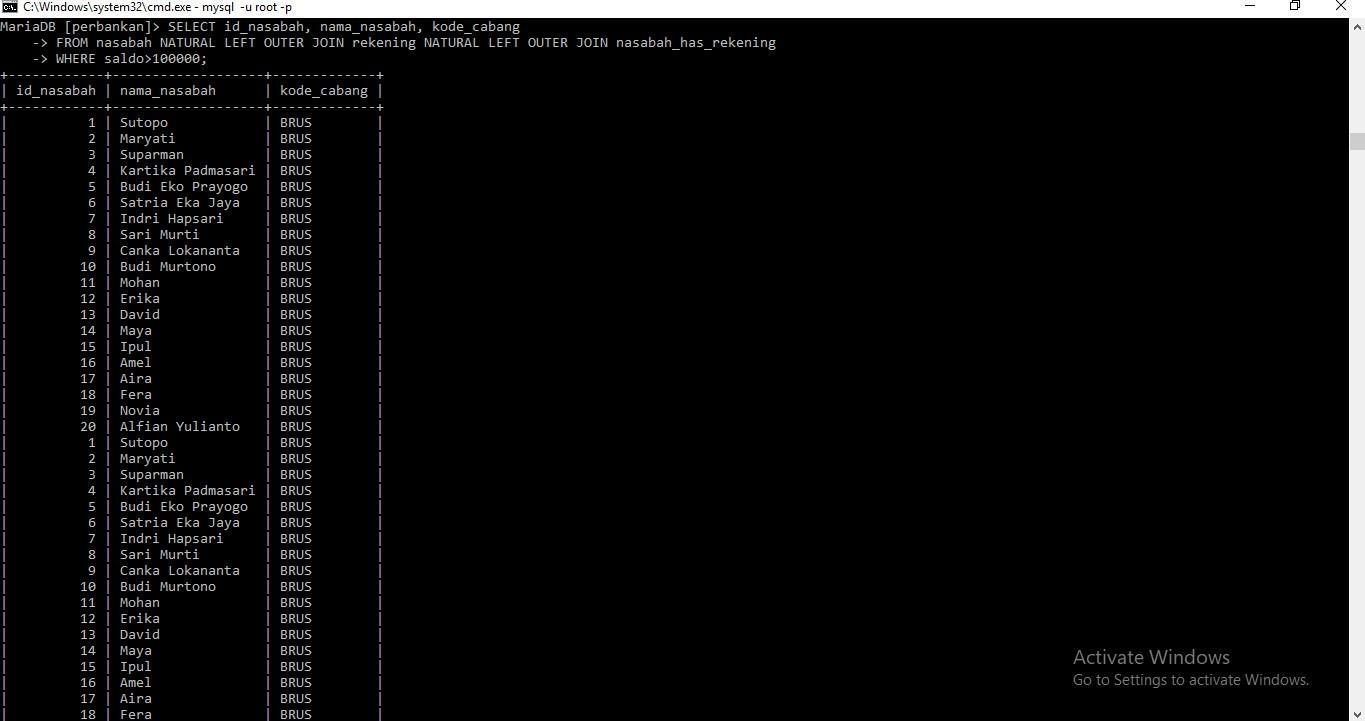 C:\Windows\system32\cmd.exe - mysql -u root -p
MariaDB [perbankan]> SELECT id_nasabah, nama_nasabah, kode_cabang
-> FROM nasabah NATURAL LEFT OUTER JOIN rekening NATURAL LEFT OUTER JOIN nasabah_has_rekening
-> WHERE saldo>100000;
+------------+-------------------+-------------+
| id_nasabah | nama_nasabah | kode_cabang |
+------------+-------------------+-------------+
| 1 | Sutopo | BRUS |
| 2 | Maryati | BRUS |
| 3 | Suparman | BRUS |
| 4 | Kartika Padmasari | BRUS |
| 5 | Budi Eko Prayogo | BRUS |
| 6 | Satria Eka Jaya | BRUS |
| 7 | Indri Hapsari | BRUS |
| 8 | Sari Murti | BRUS |
| 9 | Canka Lokananta | BRUS |
| 10 | Budi Murtono | BRUS |
| 11 | Mohan | BRUS |
| 12 | Erika | BRUS |
| 13 | David | BRUS |
| 14 | Maya | BRUS |
| 15 | Ipul | BRUS |
| 16 | Amel | BRUS |
| 17 | Aira | BRUS |
| 18 | Fera | BRUS |
| 19 | Novia | BRUS |
| 20 | Alfian Yulianto | BRUS |
| 1 | Sutopo | BRUS |
| 2 | Maryati | BRUS |
| 3 | Suparman | BRUS |
| 4 | Kartika Padmasari | BRUS |
| 5 | Budi Eko Prayogo | BRUS |
| 6 | Satria Eka Jaya | BRUS |
| 7 | Indri Hapsari | BRUS |
| 8 | Sari Murti | BRUS |
| 9 | Canka Lokananta | BRUS |
| 10 | Budi Murtono | BRUS |
| 11 | Mohan | BRUS |
| 12 | Erika | BRUS |
| 13 | David | BRUS |
| 14 | Maya | BRUS |
| 15 | Ipul | BRUS |
| 16 | Amel | BRUS |
| 17 | Aira | BRUS |
| 18 | Fera | BRUS |
Activate Windows
Go to Settings to activate Windows.